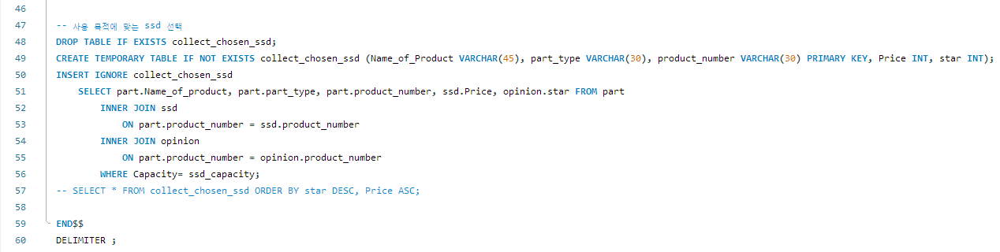 46
47 -- 사용 목적에 맞는 ssd 선택
48 DROP TABLE IF EXISTS collect_chosen_ssd;
49 CREATE TEMPORARY TABLE IF NOT EXISTS collect_chosen_ssd (Name_of_Product VARCHAR(45), part_type VARCHAR(30), product_number VARCHAR(30) PRIMARY KEY, Price INT, star INT);
50 INSERT IGNORE collect_chosen_ssd
51 SELECT part.Name_of_product, part.part_type, part.product_number, ssd.Price, opinion.star FROM part
52 INNER JOIN ssd
53 ON part.product_number = ssd.product_number
54 INNER JOIN opinion
55 ON part.product_number = opinion.product_number
56 WHERE Capacity= ssd_capacity;
57 -- SELECT * FROM collect_chosen_ssd ORDER BY star DESC, Price ASC;
58
59 END$$
60 DELIMITER ;